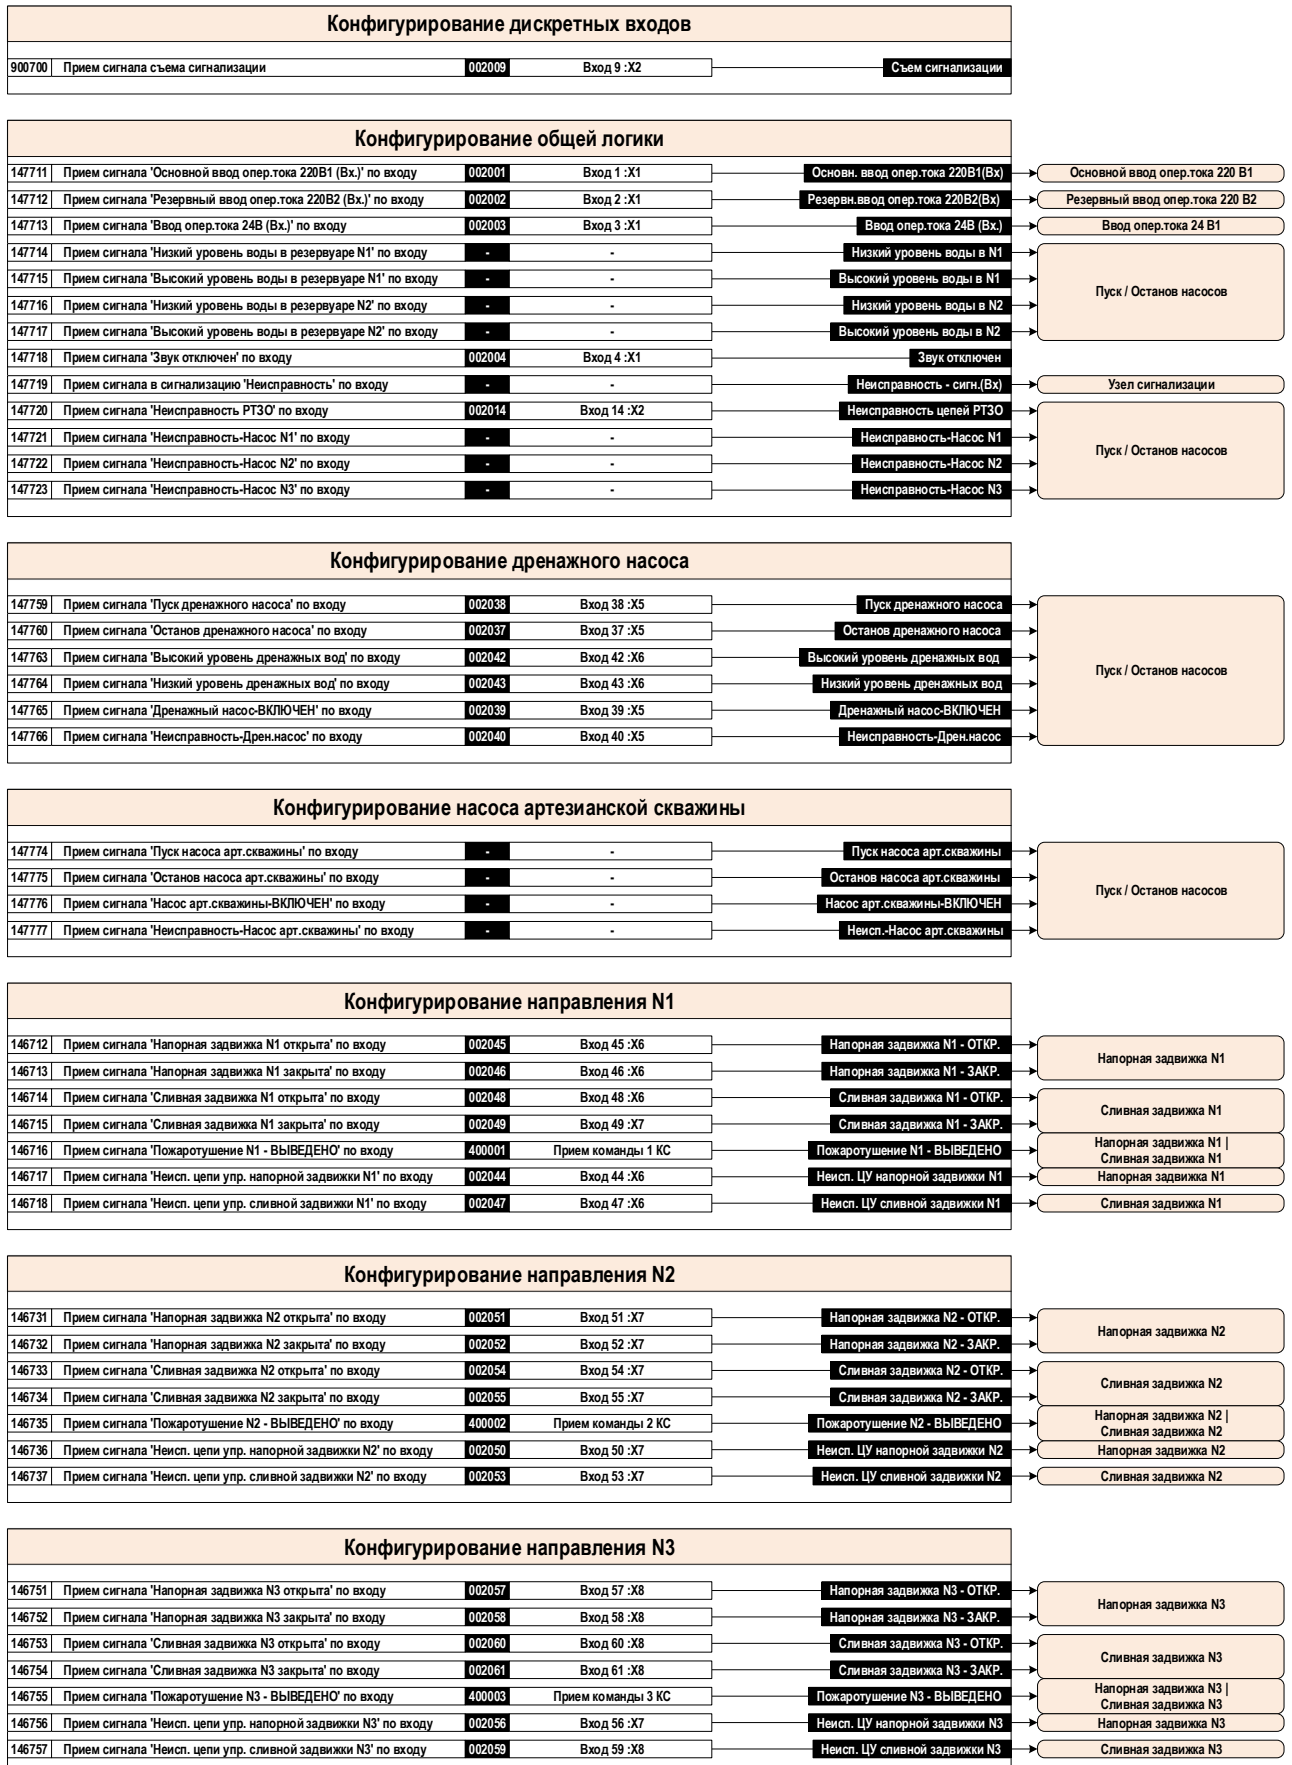 Конфигурирование дискретных входов
900700 Прием сигнала съема сигнализации 002009 Вход 9 :X2 Съем сигнализации
Конфигурирование общей логики
147711 Прием сигнала 'Основной ввод опер.тока 220В1 (Вх.)' по входу 002001 Вход 1 :X1 Основн. ввод опер.тока 220В1(Вх) Основной ввод опер.тока 220 В1
147712 Прием сигнала 'Резервный ввод опер.тока 220В2 (Вх.)' по входу 002002 Вход 2 :X1 Резервн.ввод опер.тока 220В2(Вх) Резервный ввод опер.тока 220 В2
147713 Прием сигнала 'Ввод опер.тока 24В (Вх.)' по входу 002003 Вход 3 :X1 Ввод опер.тока 24В (Вх.) Ввод опер.тока 24 В1
147714 Прием сигнала 'Низкий уровень воды в резервуаре N1' по входу - - Низкий уровень воды в N1
147715 Прием сигнала 'Высокий уровень воды в резервуаре N1' по входу - - Высокий уровень воды в N1
Пуск / Останов насосов
147716 Прием сигнала 'Низкий уровень воды в резервуаре N2' по входу - - Низкий уровень воды в N2
147717 Прием сигнала 'Высокий уровень воды в резервуаре N2' по входу - - Высокий уровень воды в N2
147718 Прием сигнала 'Звук отключен' по входу 002004 Вход 4 :X1 Звук отключен
147719 Прием сигнала в сигнализацию 'Неисправность' по входу - - Неисправность - сигн.(Вх) Узел сигнализации
147720 Прием сигнала 'Неисправность РТЗО' по входу 002014 Вход 14 :X2 Неисправность цепей РТЗО
147721 Прием сигнала 'Неисправность-Насос N1' по входу - - Неисправность-Насос N1
Пуск / Останов насосов
147722 Прием сигнала 'Неисправность-Насос N2' по входу - - Неисправность-Насос N2
147723 Прием сигнала 'Неисправность-Насос N3' по входу - - Неисправность-Насос N3
Конфигурирование дренажного насоса
147759 Прием сигнала 'Пуск дренажного насоса' по входу 002038 Вход 38 :X5 Пуск дренажного насоса
147760 Прием сигнала 'Останов дренажного насоса' по входу 002037 Вход 37 :X5 Останов дренажного насоса
147763 Прием сигнала 'Высокий уровень дренажных вод' по входу 002042 Вход 42 :X6 Высокий уровень дренажных вод
Пуск / Останов насосов
147764 Прием сигнала 'Низкий уровень дренажных вод' по входу 002043 Вход 43 :X6 Низкий уровень дренажных вод
147765 Прием сигнала 'Дренажный насос-ВКЛЮЧЕН' по входу 002039 Вход 39 :X5 Дренажный насос-ВКЛЮЧЕН
147766 Прием сигнала 'Неисправность-Дрен.насос' по входу 002040 Вход 40 :X5 Неисправность-Дрен.насос
Конфигурирование насоса артезианской скважины
147774 Прием сигнала 'Пуск насоса арт.скважины' по входу - - Пуск насоса арт.скважины
147775 Прием сигнала 'Останов насоса арт.скважины' по входу - - Останов насоса арт.скважины
Пуск / Останов насосов
147776 Прием сигнала 'Насос арт.скважины-ВКЛЮЧЕН' по входу - - Насос арт.скважины-ВКЛЮЧЕН
147777 Прием сигнала 'Неисправность-Насос арт.скважины' по входу - - Неисп.-Насос арт.скважины
Конфигурирование направления N1
146712 Прием сигнала 'Напорная задвижка N1 открыта' по входу 002045 Вход 45 :X6 Напорная задвижка N1 - ОТКР.
Напорная задвижка N1
146713 Прием сигнала 'Напорная задвижка N1 закрыта' по входу 002046 Вход 46 :X6 Напорная задвижка N1 - ЗАКР.
146714 Прием сигнала 'Сливная задвижка N1 открыта' по входу 002048 Вход 48 :X6 Сливная задвижка N1 - ОТКР.
Сливная задвижка N1
146715 Прием сигнала 'Сливная задвижка N1 закрыта' по входу 002049 Вход 49 :X7 Сливная задвижка N1 - ЗАКР.
146716 Прием сигнала 'Пожаротушение N1 - ВЫВЕДЕНО' по входу 400001 Прием команды 1 КС Пожаротушение N1 - ВЫВЕДЕНО Напорная задвижка N1 |
Сливная задвижка N1
146717 Прием сигнала 'Неисп. цепи упр. напорной задвижки N1' по входу 002044 Вход 44 :X6 Неисп. ЦУ напорной задвижки N1 Напорная задвижка N1
146718 Прием сигнала 'Неисп. цепи упр. сливной задвижки N1' по входу 002047 Вход 47 :X6 Неисп. ЦУ сливной задвижки N1 Сливная задвижка N1
Конфигурирование направления N2
146731 Прием сигнала 'Напорная задвижка N2 открыта' по входу 002051 Вход 51 :X7 Напорная задвижка N2 - ОТКР.
Напорная задвижка N2
146732 Прием сигнала 'Напорная задвижка N2 закрыта' по входу 002052 Вход 52 :X7 Напорная задвижка N2 - ЗАКР.
146733 Прием сигнала 'Сливная задвижка N2 открыта' по входу 002054 Вход 54 :X7 Сливная задвижка N2 - ОТКР.
Сливная задвижка N2
146734 Прием сигнала 'Сливная задвижка N2 закрыта' по входу 002055 Вход 55 :X7 Сливная задвижка N2 - ЗАКР.
146735 Прием сигнала 'Пожаротушение N2 - ВЫВЕДЕНО' по входу 400002 Прием команды 2 КС Пожаротушение N2 - ВЫВЕДЕНО Напорная задвижка N2 |
Сливная задвижка N2
146736 Прием сигнала 'Неисп. цепи упр. напорной задвижки N2' по входу 002050 Вход 50 :X7 Неисп. ЦУ напорной задвижки N2 Напорная задвижка N2
146737 Прием сигнала 'Неисп. цепи упр. сливной задвижки N2' по входу 002053 Вход 53 :X7 Неисп. ЦУ сливной задвижки N2 Сливная задвижка N2
Конфигурирование направления N3
146751 Прием сигнала 'Напорная задвижка N3 открыта' по входу 002057 Вход 57 :X8 Напорная задвижка N3 - ОТКР.
Напорная задвижка N3
146752 Прием сигнала 'Напорная задвижка N3 закрыта' по входу 002058 Вход 58 :X8 Напорная задвижка N3 - ЗАКР.
146753 Прием сигнала 'Сливная задвижка N3 открыта' по входу 002060 Вход 60 :X8 Сливная задвижка N3 - ОТКР.
Сливная задвижка N3
146754 Прием сигнала 'Сливная задвижка N3 закрыта' по входу 002061 Вход 61 :X8 Сливная задвижка N3 - ЗАКР.
146755 Прием сигнала 'Пожаротушение N3 - ВЫВЕДЕНО' по входу 400003 Прием команды 3 КС Пожаротушение N3 - ВЫВЕДЕНО Напорная задвижка N3 |
Сливная задвижка N3
146756 Прием сигнала 'Неисп. цепи упр. напорной задвижки N3' по входу 002056 Вход 56 :X7 Неисп. ЦУ напорной задвижки N3 Напорная задвижка N3
146757 Прием сигнала 'Неисп. цепи упр. сливной задвижки N3' по входу 002059 Вход 59 :X8 Неисп. ЦУ сливной задвижки N3 Сливная задвижка N3